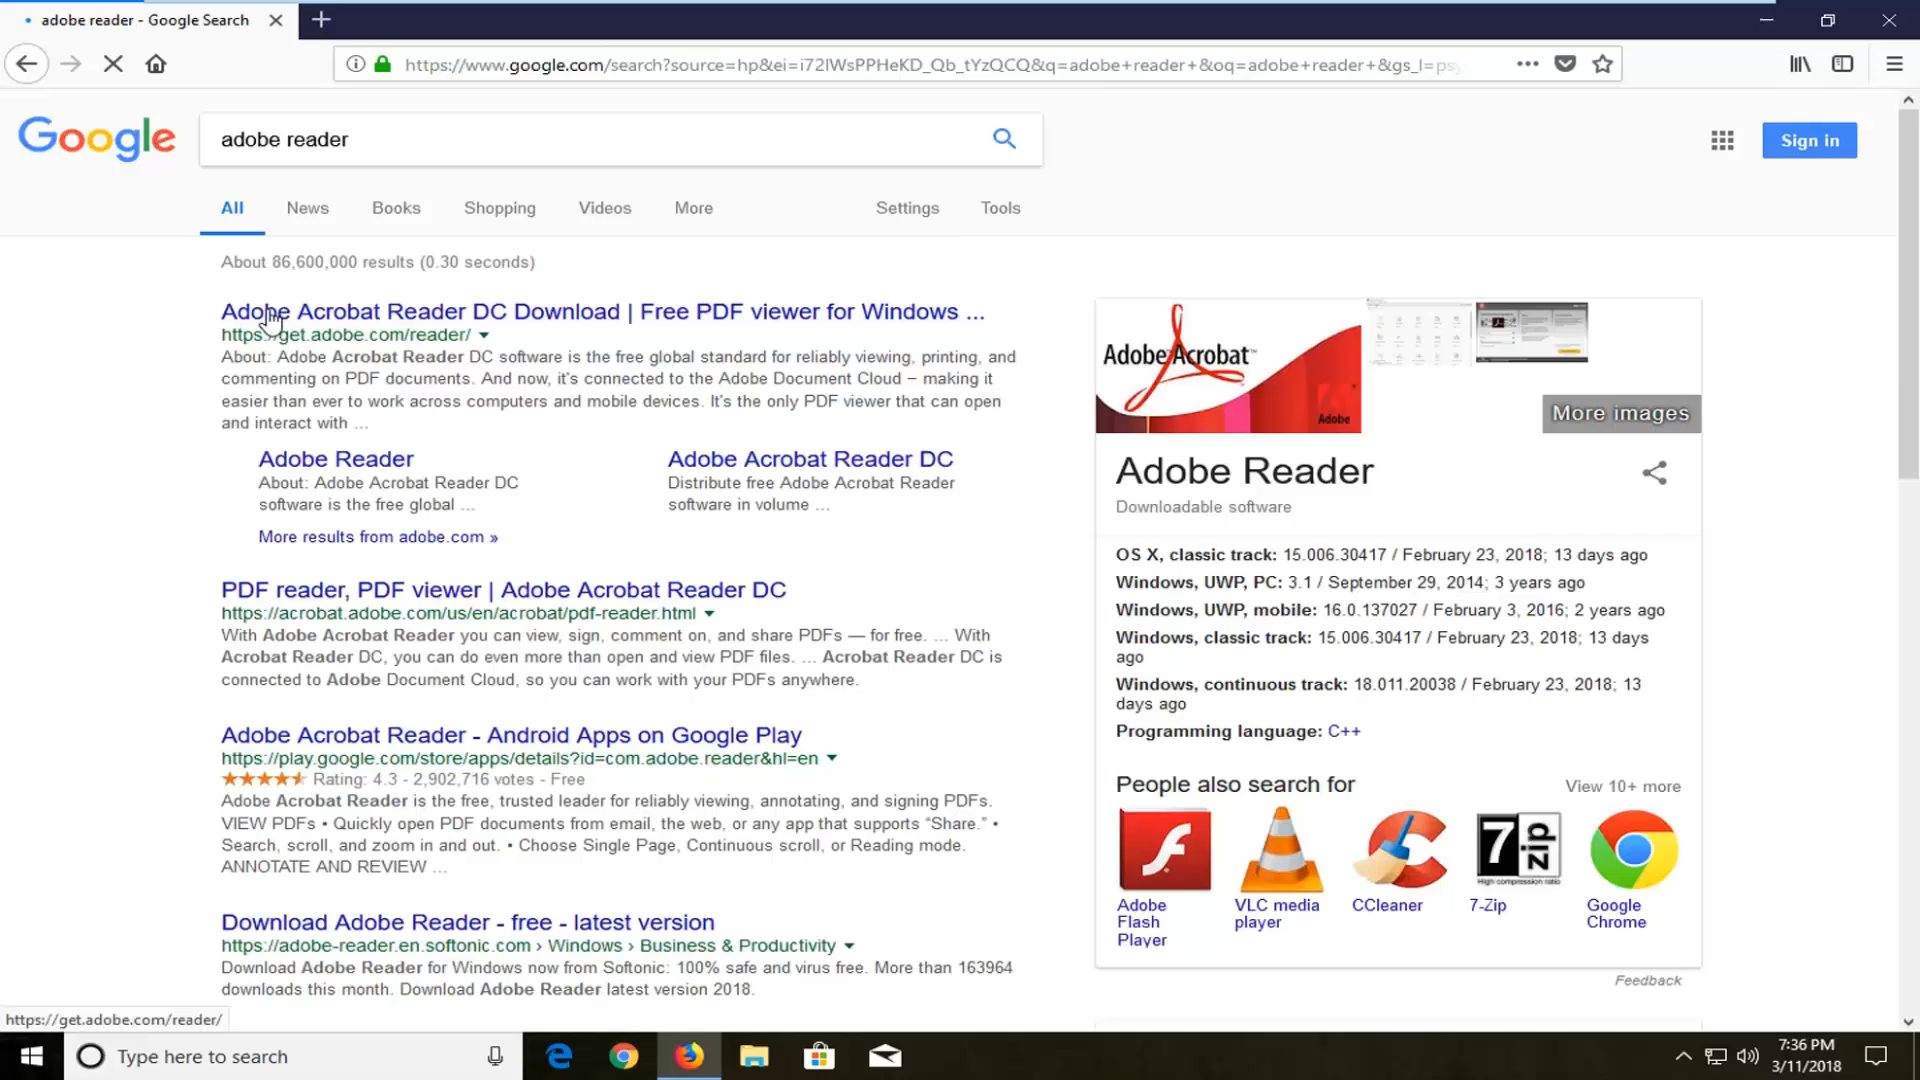 adobe reader - Google Search
https://www.google.com/search?source=hp&ei=i72lWsPPHeKD_Qb_tYzQCQ&q=adobe+reader+&oq=adobe+reader+&gs_l=psy
Google
adobe reader
Sign in
All News Books Shopping Videos More Settings Tools
About 86,600,000 results (0.30 seconds)
Adobe Acrobat Reader DC Download | Free PDF viewer for Windows ...
https://get.adobe.com/reader/
About: Adobe Acrobat Reader DC software is the free global standard for reliably viewing, printing, and
commenting on PDF documents. And now, it's connected to the Adobe Document Cloud − making it
easier than ever to work across computers and mobile devices. It's the only PDF viewer that can open
and interact with ...
Adobe Reader
About: Adobe Acrobat Reader DC
software is the free global ...
Adobe Acrobat Reader DC
Distribute free Adobe Acrobat Reader
software in volume ...
More results from adobe.com »
PDF reader, PDF viewer | Adobe Acrobat Reader DC
https://acrobat.adobe.com/us/en/acrobat/pdf-reader.html
With Adobe Acrobat Reader you can view, sign, comment on, and share PDFs — for free. ... With
Acrobat Reader DC, you can do even more than open and view PDF files. ... Acrobat Reader DC is
connected to Adobe Document Cloud, so you can work with your PDFs anywhere.
Adobe Acrobat Reader - Android Apps on Google Play
https://play.google.com/store/apps/details?id=com.adobe.reader&hl=en
Rating: 4.3 - 2,902,716 votes - Free
Adobe Acrobat Reader is the free, trusted leader for reliably viewing, annotating, and signing PDFs.
VIEW PDFs • Quickly open PDF documents from email, the web, or any app that supports “Share.” •
Search, scroll, and zoom in and out. • Choose Single Page, Continuous scroll, or Reading mode.
ANNOTATE AND REVIEW ...
Download Adobe Reader - free - latest version
https://adobe-reader.en.softonic.com › Windows › Business & Productivity
Download Adobe Reader for Windows now from Softonic: 100% safe and virus free. More than 163964
downloads this month. Download Adobe Reader latest version 2018.
Adobe Acrobat™
Adobe
More images
Adobe Reader
Downloadable software
OS X, classic track: 15.006.30417 / February 23, 2018; 13 days ago
Windows, UWP, PC: 3.1 / September 29, 2014; 3 years ago
Windows, UWP, mobile: 16.0.137027 / February 3, 2016; 2 years ago
Windows, classic track: 15.006.30417 / February 23, 2018; 13 days
ago
Windows, continuous track: 18.011.20038 / February 23, 2018; 13
days ago
Programming language: C++
People also search for
View 10+ more
7 zip
High compression ratio
Adobe
Flash
Player
VLC media
player
CCleaner
7-Zip
Google
Chrome
Feedback
https://get.adobe.com/reader/
Type here to search
7:36 PM
3/11/2018